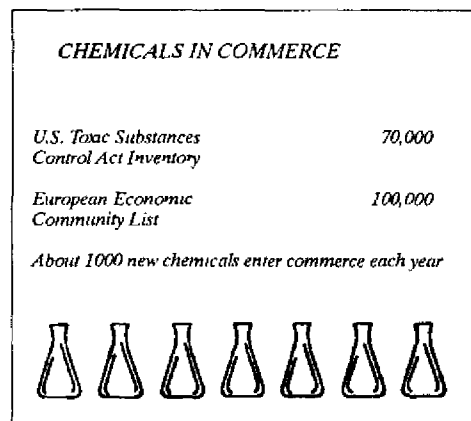 CHEMICALS IN COMMERCE
U.S. Toxic Substances 70,000
Control Act Inventory
European Economic 100,000
Community List
About 1000 new chemicals enter commerce each year